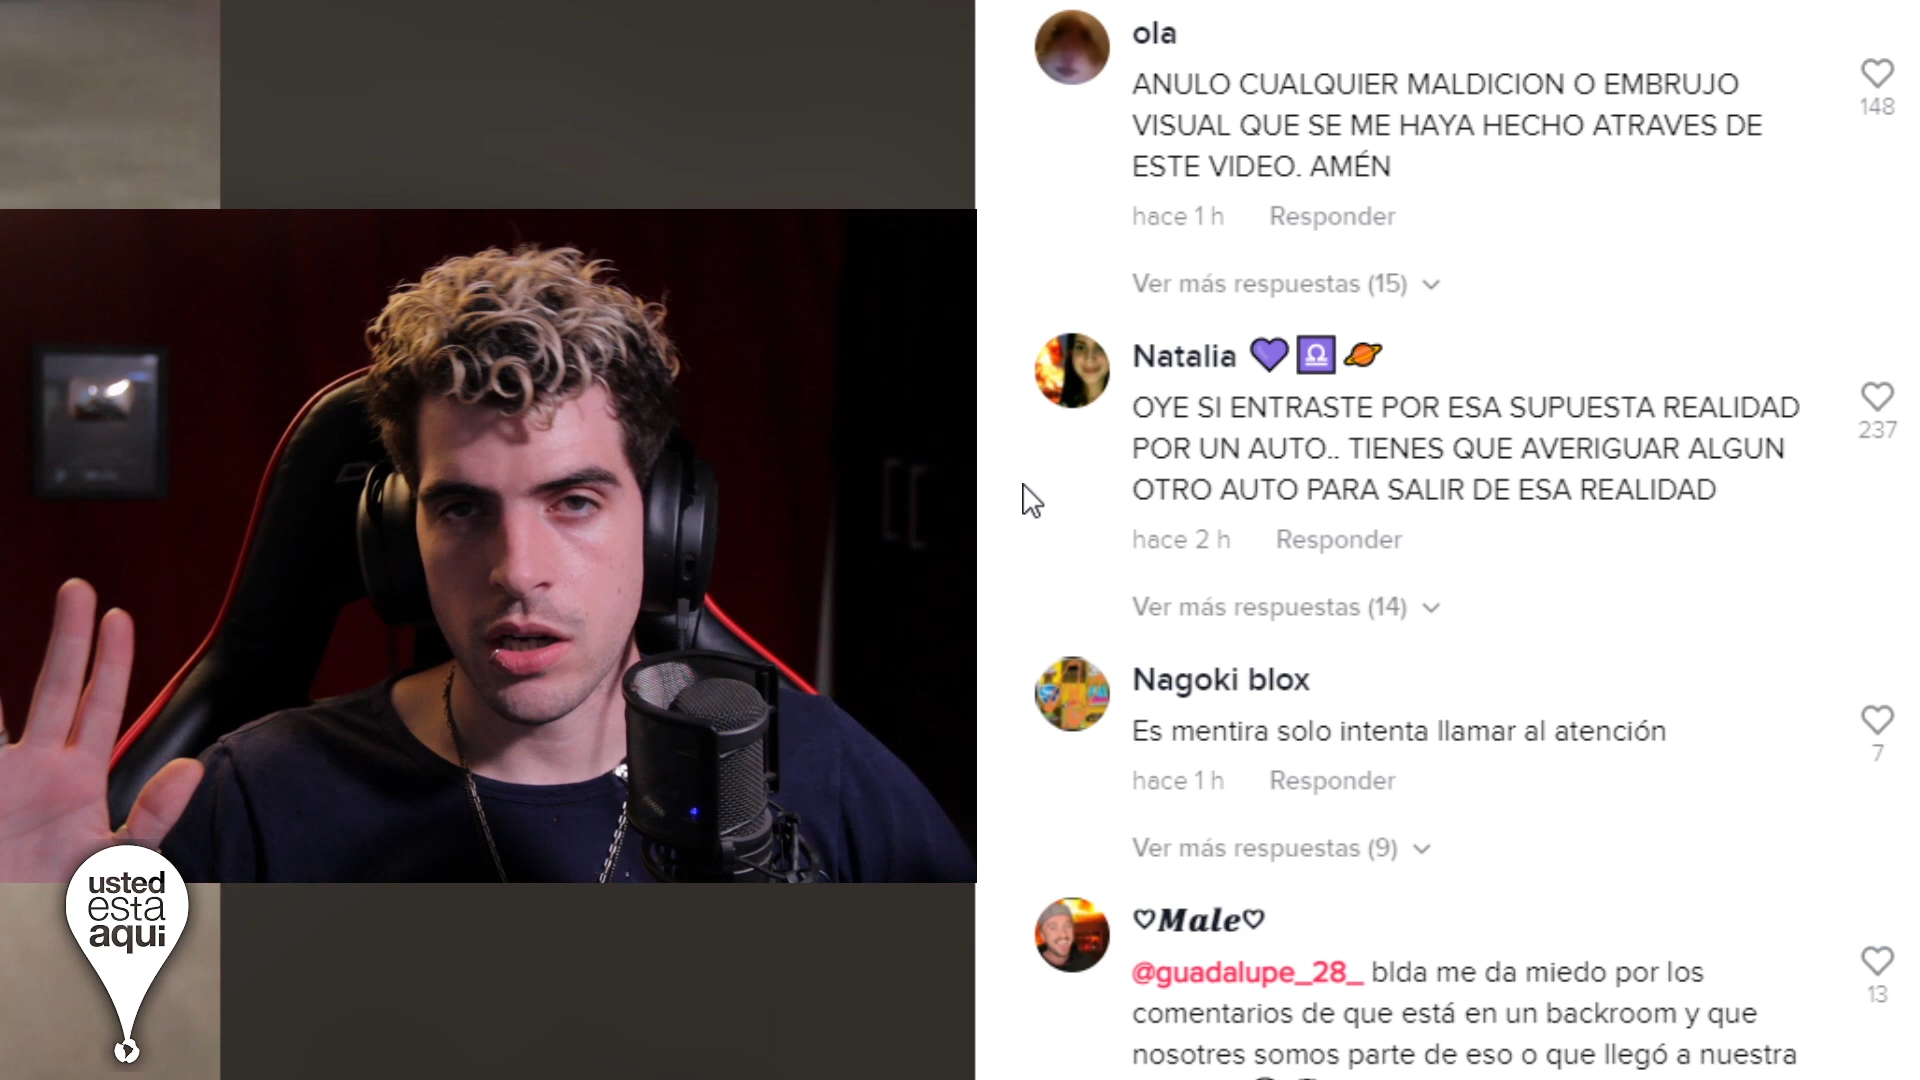 ola
ANULO CUALQUIER MALDICION O EMBRUJO
VISUAL QUE SE ME HAYA HECHO ATRAVES DE
ESTE VIDEO. AMÉN
148
hace 1 h Responder
Ver más respuestas (15)
Natalia 💜♎🪐
OYE SI ENTRASTE POR ESA SUPUESTA REALIDAD
POR UN AUTO.. TIENES QUE AVERIGUAR ALGUN
OTRO AUTO PARA SALIR DE ESA REALIDAD
237
hace 2 h Responder
Ver más respuestas (14)
Nagoki blox
Es mentira solo intenta llamar al atención
7
hace 1 h Responder
Ver más respuestas (9)
♡Male♡
@guadalupe_28_ blda me da miedo por los
comentarios de que está en un backroom y que
nosotres somos parte de eso o que llegó a nuestra
13
usted
esta
aqui